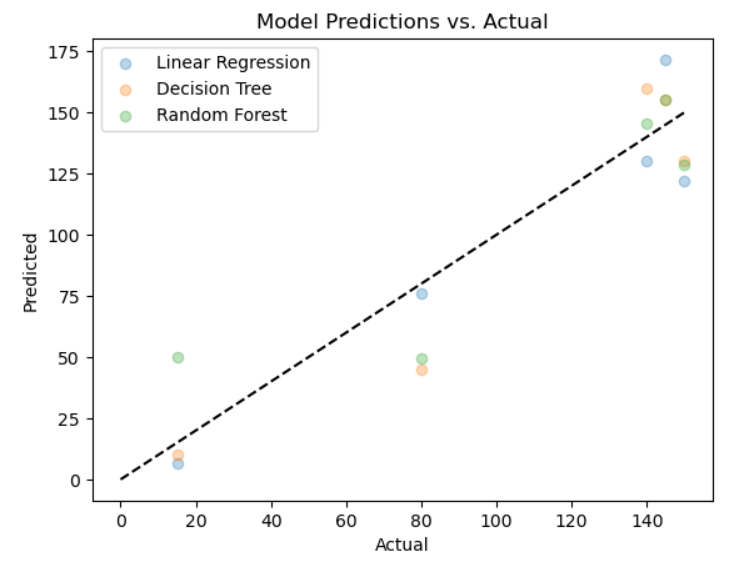 Model Predictions vs. Actual
Linear Regression
Decision Tree
Random Forest
175
150
125
100
75
50
25
0
Predicted
0 20 40 60 80 100 120 140
Actual